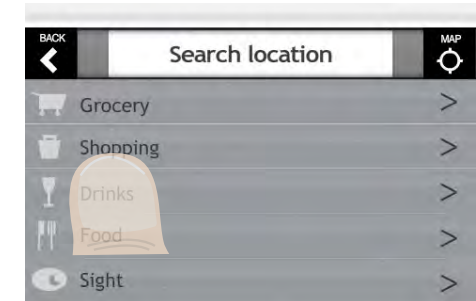 BACK
Search location
MAP
Grocery
Shopping
Drinks
Food
Sight